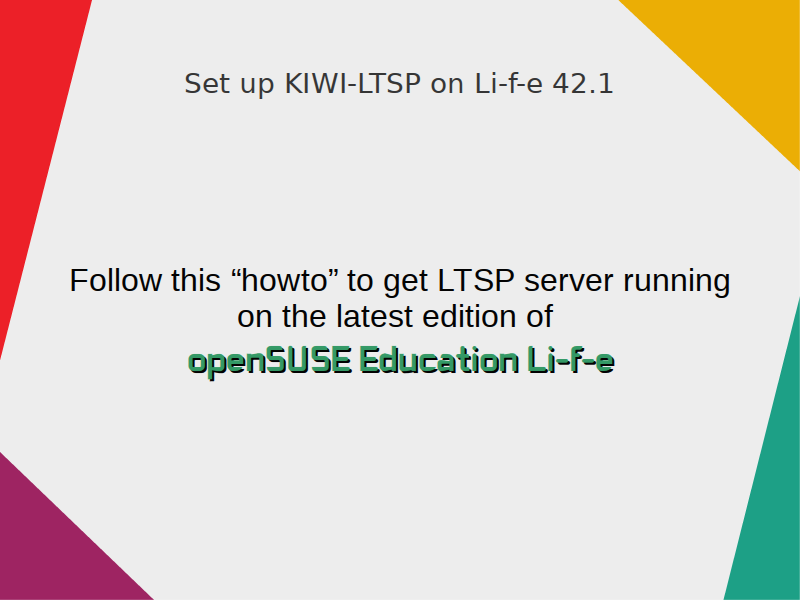 Set up KIWI-LTSP on Li-f-e 42.1
Follow this “howto” to get LTSP server running
on the latest edition of
openSUSE Education Li-f-e